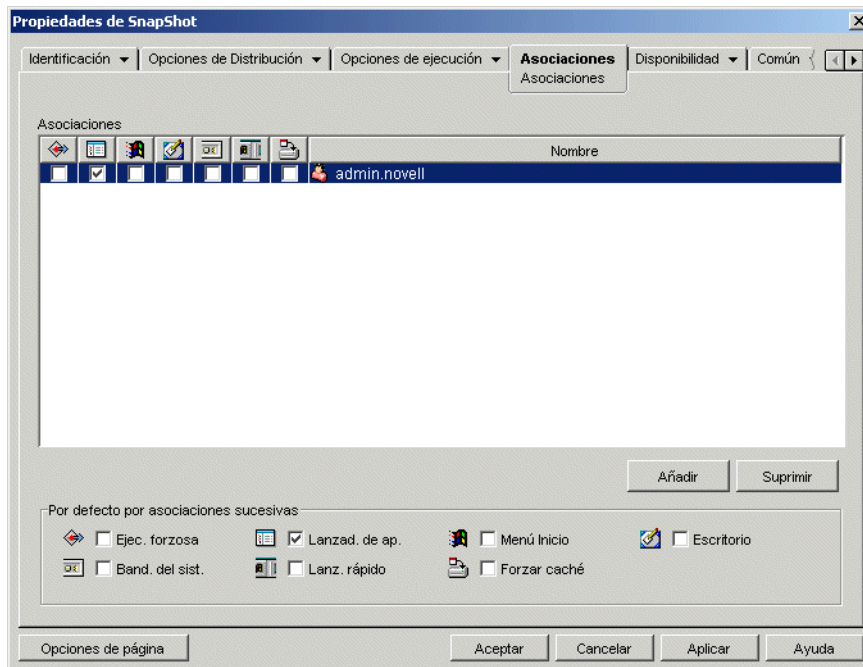 Propiedades de SnapShot
Identificación Opciones de Distribución Opciones de ejecución Asociaciones Disponibilidad Común
Asociaciones
Asociaciones
Nombre
admin.novell
Añadir Suprimir
Por defecto por asociaciones sucesivas
Ejec. forzosa Lanzad. de ap. Menú Inicio Escritorio
Band. del sist. Lanz. rápido Forzar caché
Opciones de página Aceptar Cancelar Aplicar Ayuda